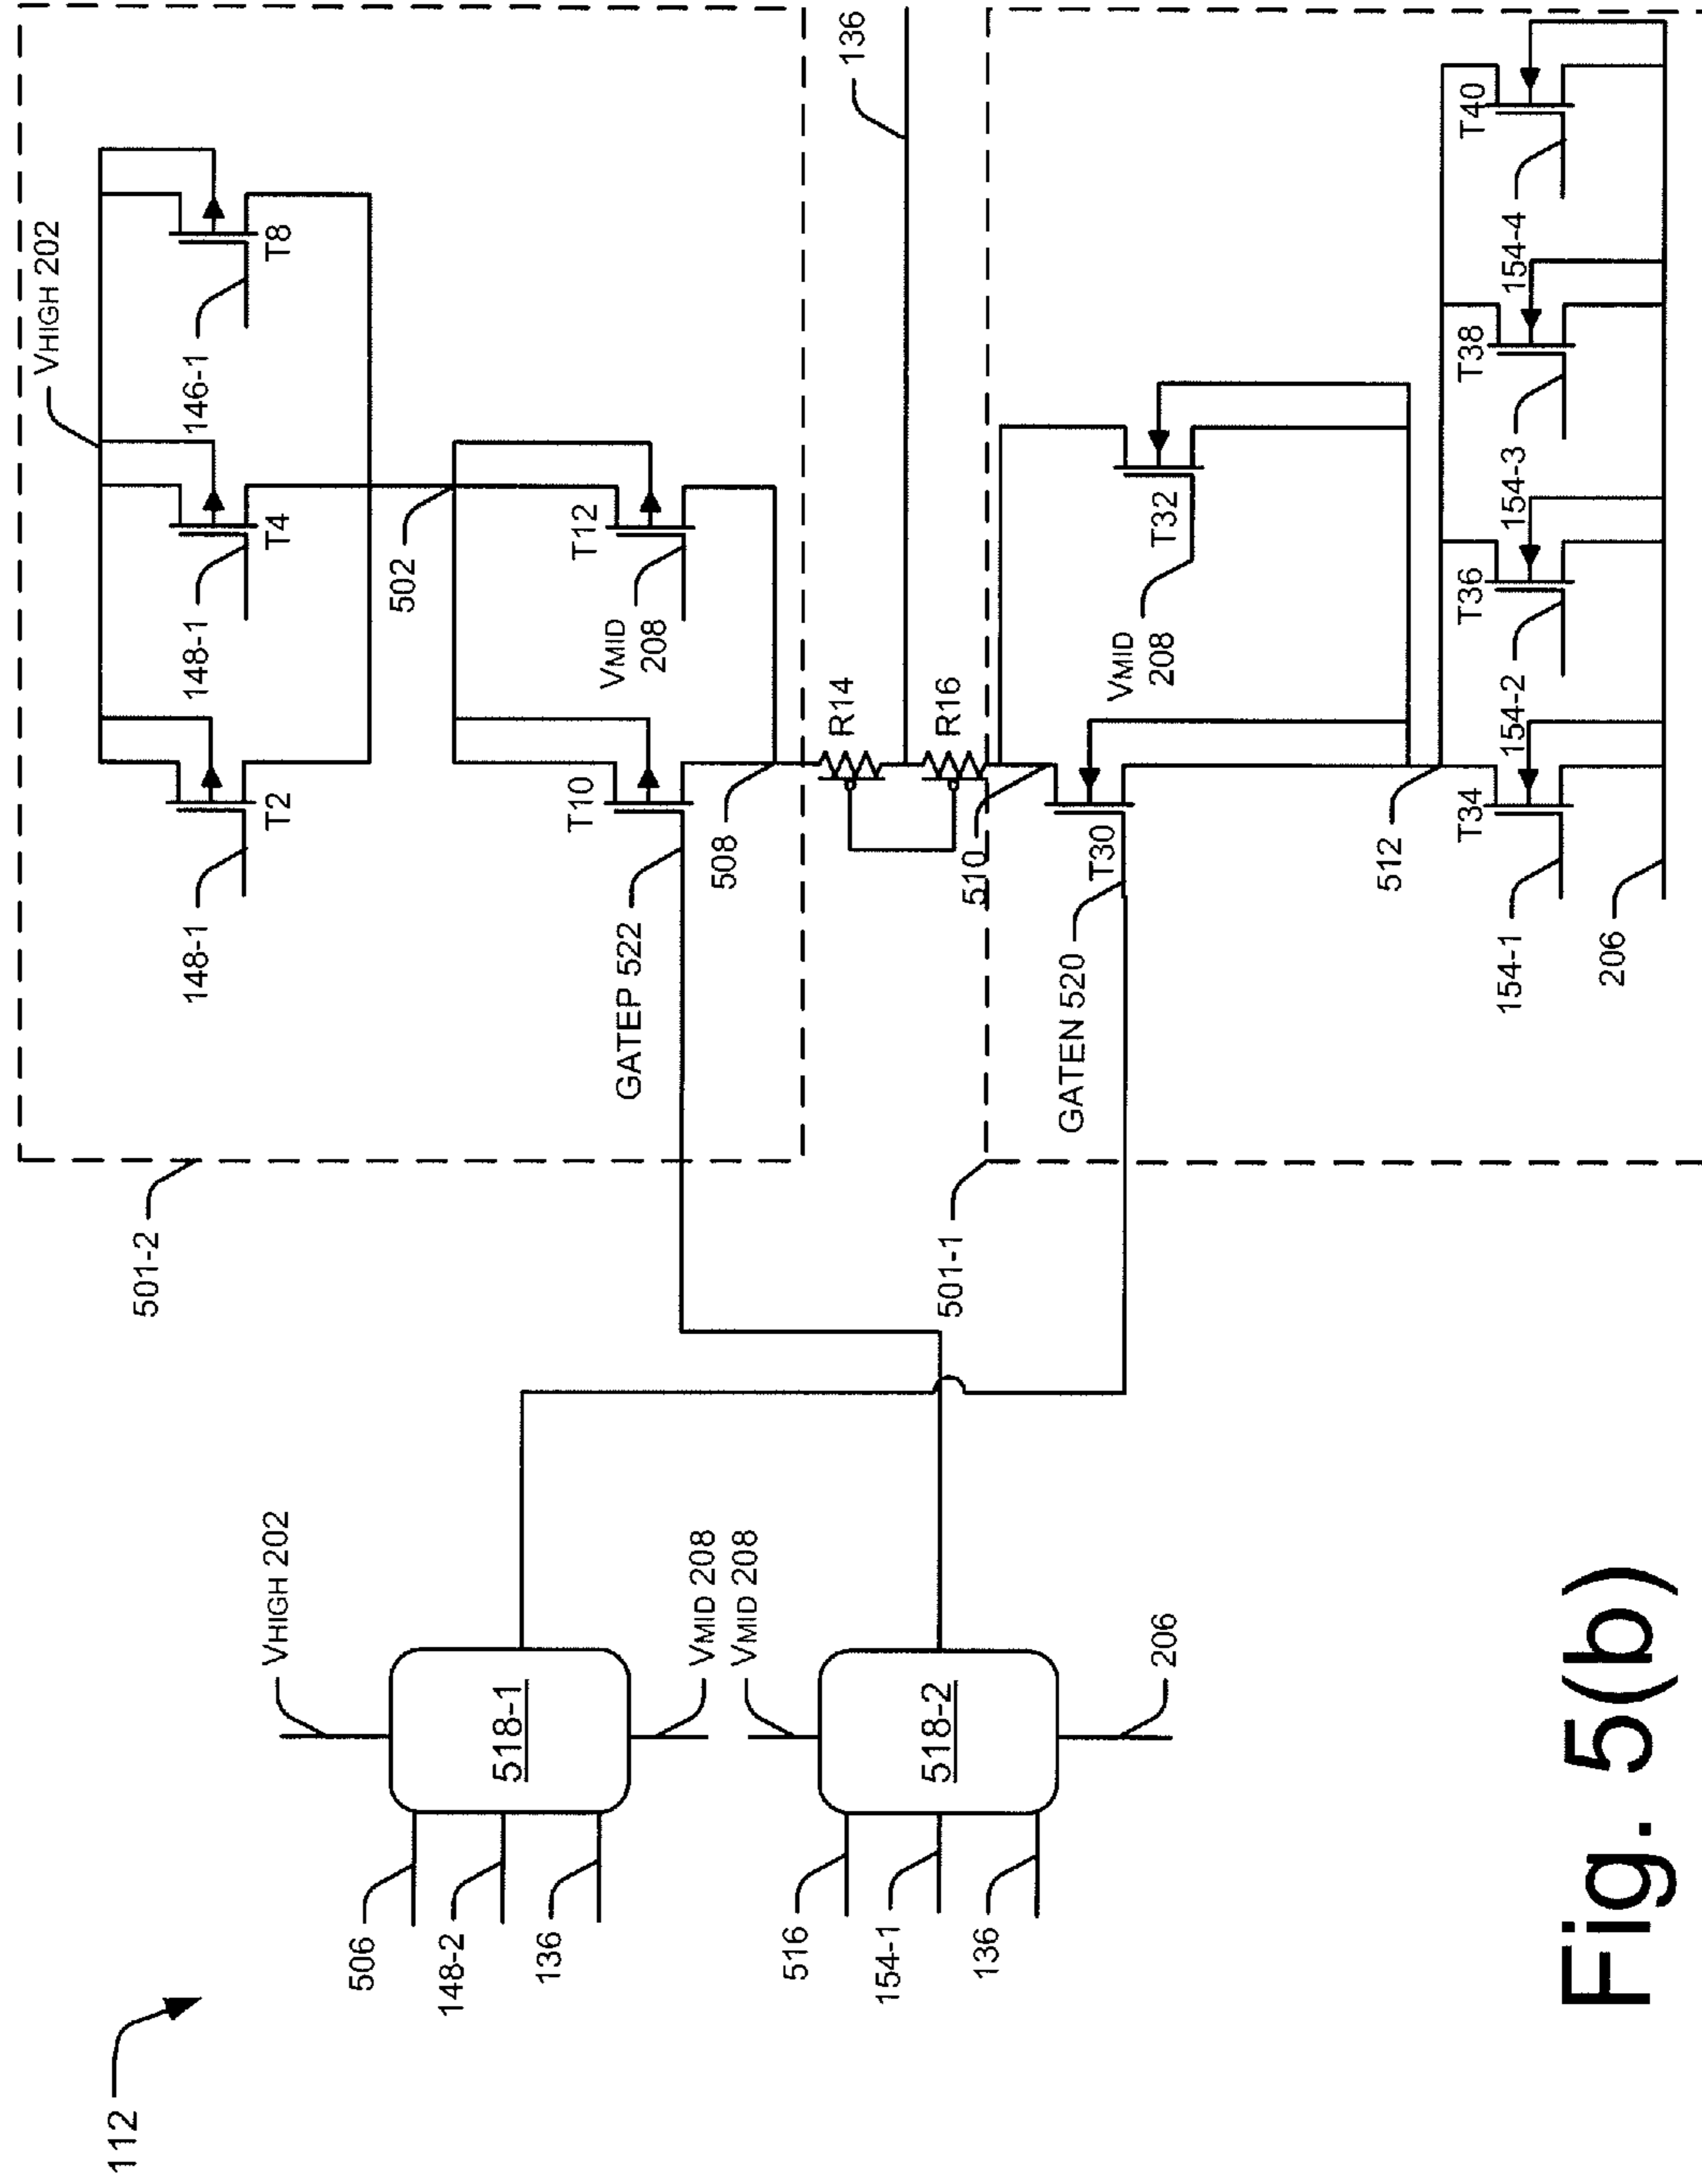 112
501-2
VHIGH 202
148-1
T2
148-1
T4
146-1
T8
502
GATEP 522
T10
VMID
208
T12
508
R14
136
R16
501-1
510
GATEN 520
T30
VMID
208
T32
512
154-1
T34
154-2
T36
154-3
T38
154-4
T40
206
VHIGH 202
506
148-2
136
518-1
VMID 208
VMID 208
516
154-1
136
518-2
206
Fig. 5(b)